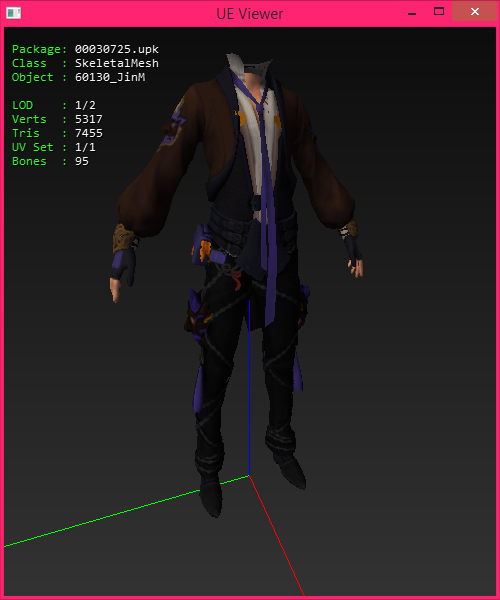 UE Viewer
Package: 00030725.upk
Class : SkeletalMesh
Object : 60130_JinM
LOD : 1/2
Verts : 5317
Tris : 7455
UV Set : 1/1
Bones : 95